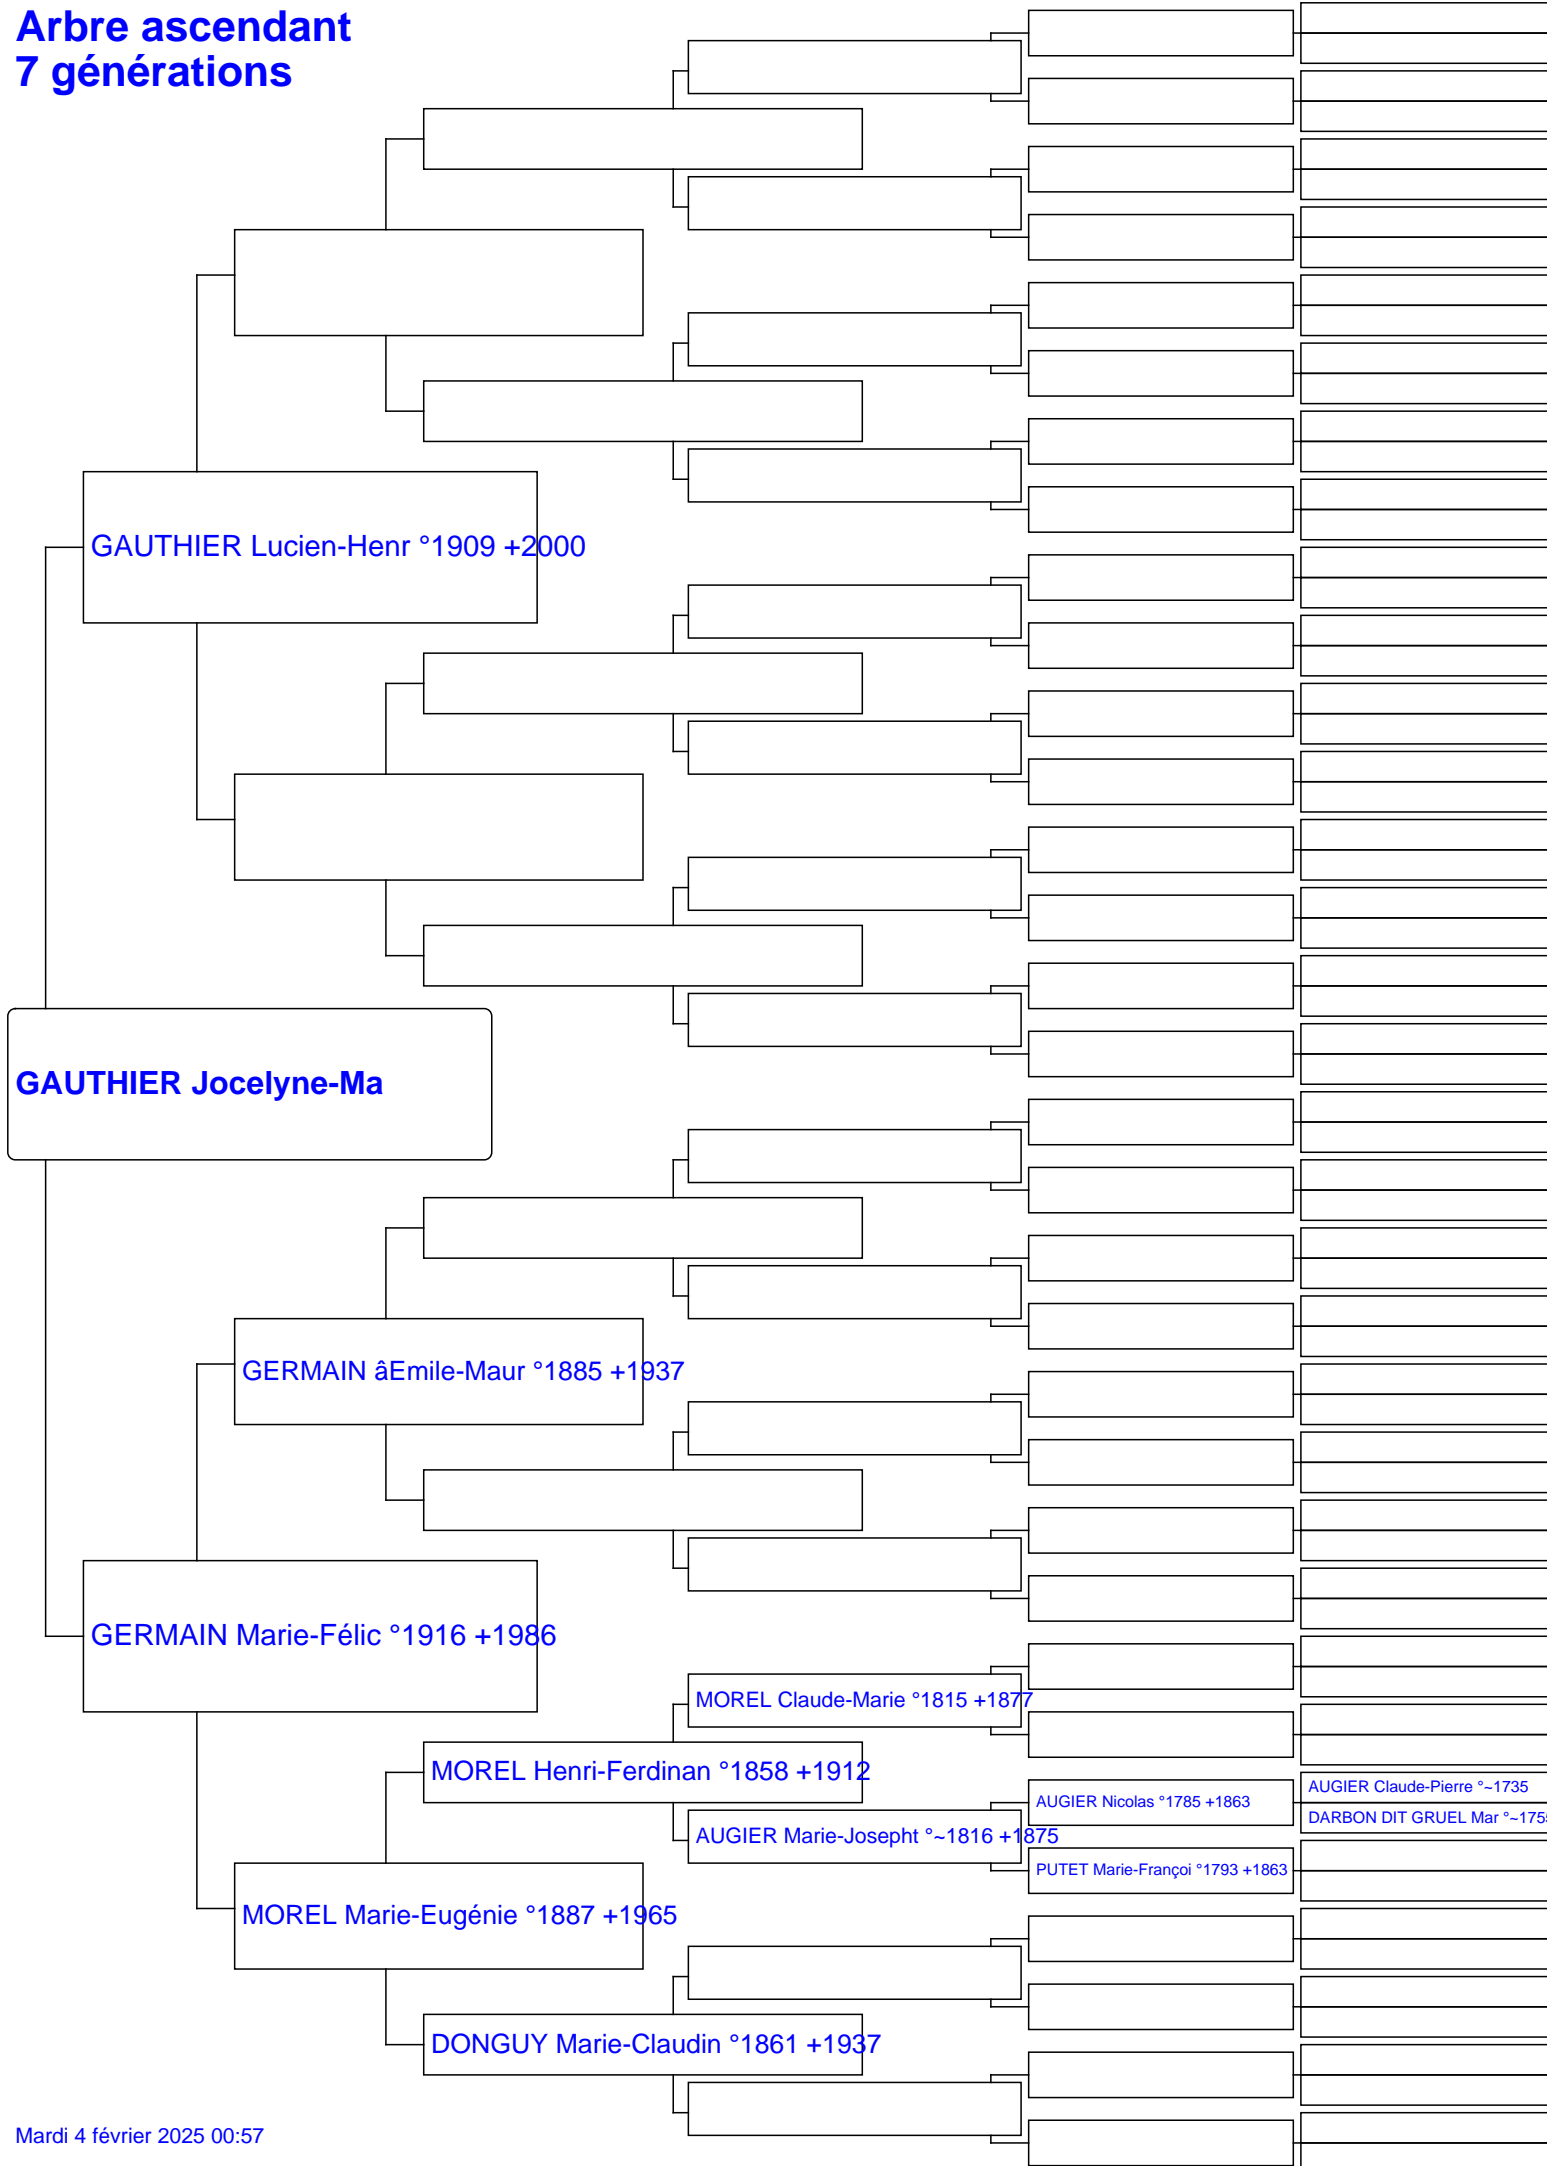 Arbre ascendant
7 générations
GAUTHIER Lucien-Henr °1909 +2000
GAUTHIER Jocelyne-Ma
GERMAIN âEmile-Maur °1885 +1937
GERMAIN Marie-Félic °1916 +1986
MOREL Claude-Marie °1815 +1877
MOREL Henri-Ferdinan °1858 +1912
AUGIER Claude-Pierre °~1735
AUGIER Nicolas °1785 +1863
DARBON DIT GRUEL Mar °~1755
AUGIER Marie-Josepht °~1816 +1875
PUTET Marie-Françoi °1793 +1863
MOREL Marie-Eugénie °1887 +1965
DONGUY Marie-Claudin °1861 +1937
Mardi 4 février 2025 00:57